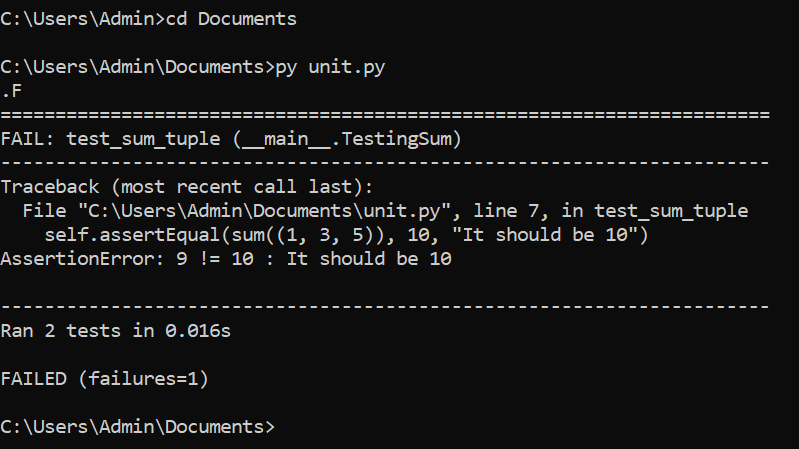 C:\Users\Admin>cd Documents
C:\Users\Admin\Documents>py unit.py
.F
======================================================================
FAIL: test_sum_tuple (__main__.TestingSum)
----------------------------------------------------------------------
Traceback (most recent call last):
  File "C:\Users\Admin\Documents\unit.py", line 7, in test_sum_tuple
    self.assertEqual(sum((1, 3, 5)), 10, "It should be 10")
AssertionError: 9 != 10 : It should be 10
----------------------------------------------------------------------
Ran 2 tests in 0.016s
FAILED (failures=1)
C:\Users\Admin\Documents>